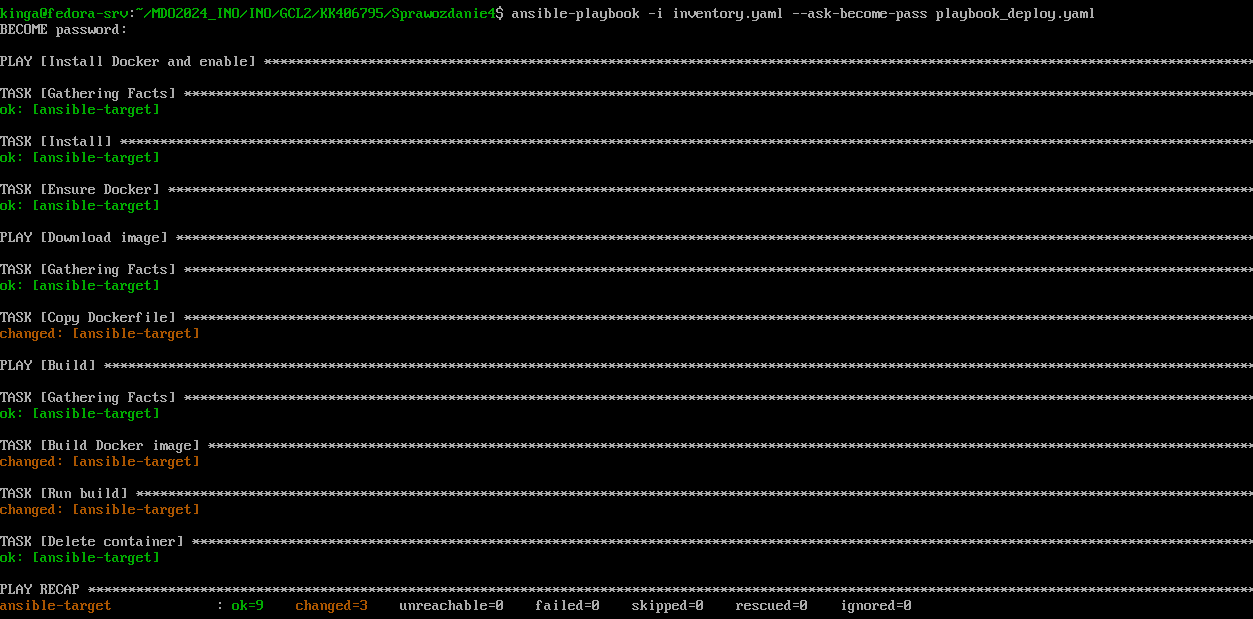 kinga@fedora-srv:~/MDO2024_INO/INO/GCL2/KK406795/Sprawozdanie4$ ansible-playbook -i inventory.yaml --ask-become-pass playbook_deploy.yaml
BECOME password:
PLAY [Install Docker and enable] ****************************************************************************************************************************
TASK [Gathering Facts] **************************************************************************************************************************************
ok: [ansible-target]
TASK [Install] **********************************************************************************************************************************************
ok: [ansible-target]
TASK [Ensure Docker] ****************************************************************************************************************************************
ok: [ansible-target]
PLAY [Download image] ***************************************************************************************************************************************
TASK [Gathering Facts] **************************************************************************************************************************************
ok: [ansible-target]
TASK [Copy Dockerfile] **************************************************************************************************************************************
changed: [ansible-target]
PLAY [Build] ************************************************************************************************************************************************
TASK [Gathering Facts] **************************************************************************************************************************************
ok: [ansible-target]
TASK [Build Docker image] ***********************************************************************************************************************************
changed: [ansible-target]
TASK [Run build] ********************************************************************************************************************************************
changed: [ansible-target]
TASK [Delete container] *************************************************************************************************************************************
ok: [ansible-target]
PLAY RECAP **************************************************************************************************************************************************
ansible-target             : ok=9    changed=3    unreachable=0    failed=0    skipped=0    rescued=0    ignored=0